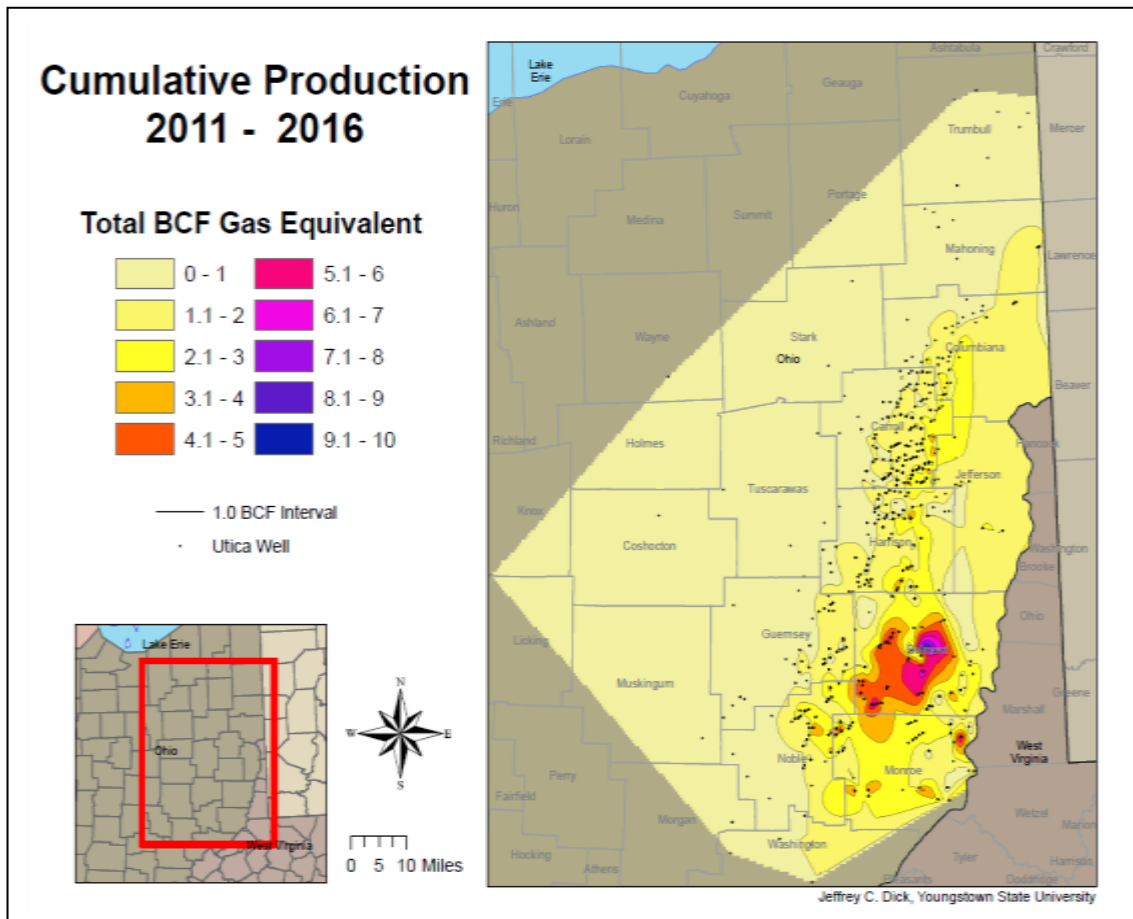 Cumulative Production
2011 - 2016
Total BCF Gas Equivalent
0 - 1
5.1 - 6
1.1 - 2
6.1 - 7
2.1 - 3
7.1 - 8
3.1 - 4
8.1 - 9
4.1 - 5
9.1 - 10
1.0 BCF Interval
Utica Well
Lake Erie
Ohio
West Virginia
N
W
E
S
0 5 10 Miles
Ashtabula
Crawford
Lake
Erie
Geauga
Cuyahoga
Erie
Trumbull
Mercer
Lorain
Portage
Huron
Medina
Summit
Mahoning
Lawrence
Ashland
Wayne
Stark
Ohio
Columbiana
Beaver
Carroll
Richland
Holmes
Hancock
Jefferson
Tuscarawas
Knox
Coshocton
Harrison
Washington
Brooke
Ohio
Licking
Guemsey
Muskingum
Greene
Marshall
West
Virginia
Noble
Monroe
Perry
Fairfield
Morgan
Wetzel
Marion
Washington
Hocking
Athens
Tyler
Harrison
Pleasants
Doddridge
Jeffrey C. Dick, Youngstown State University